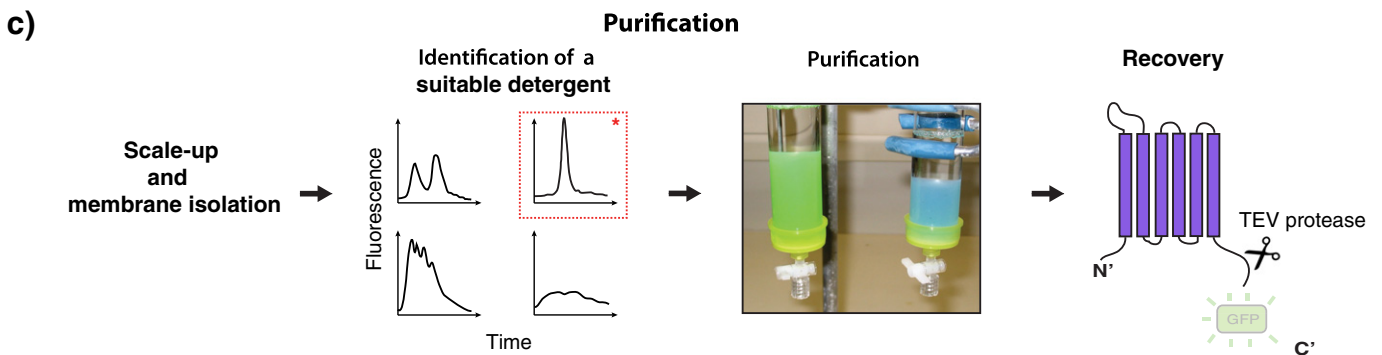 c)
Purification
Identification of a
suitable detergent
Purification
Recovery
Scale-up
and
membrane isolation
Fluorescence
*
Time
TEV protease
N'
GFP
C'